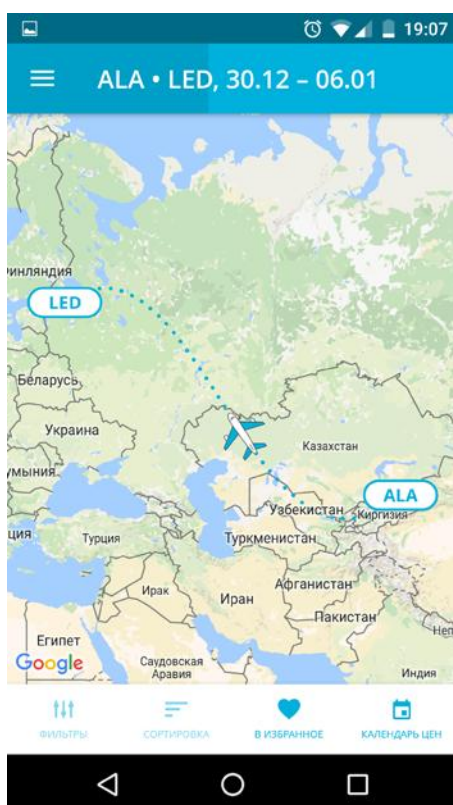 19:07
ALA • LED, 30.12 – 06.01
инляндия
LED
Беларусь
Украина
Казахстан
умыния
ALA
Узбекистан
Киргизия
ция
Турция
Туркменистан
Афганистан
Ирак
Иран
Пакистан
Египет
Неп
Google
Саудовская
Аравия
Индия
ФИЛЬТРЫ
СОРТИРОВКА
В ИЗБРАННОЕ
КАЛЕНДАРЬ ЦЕН